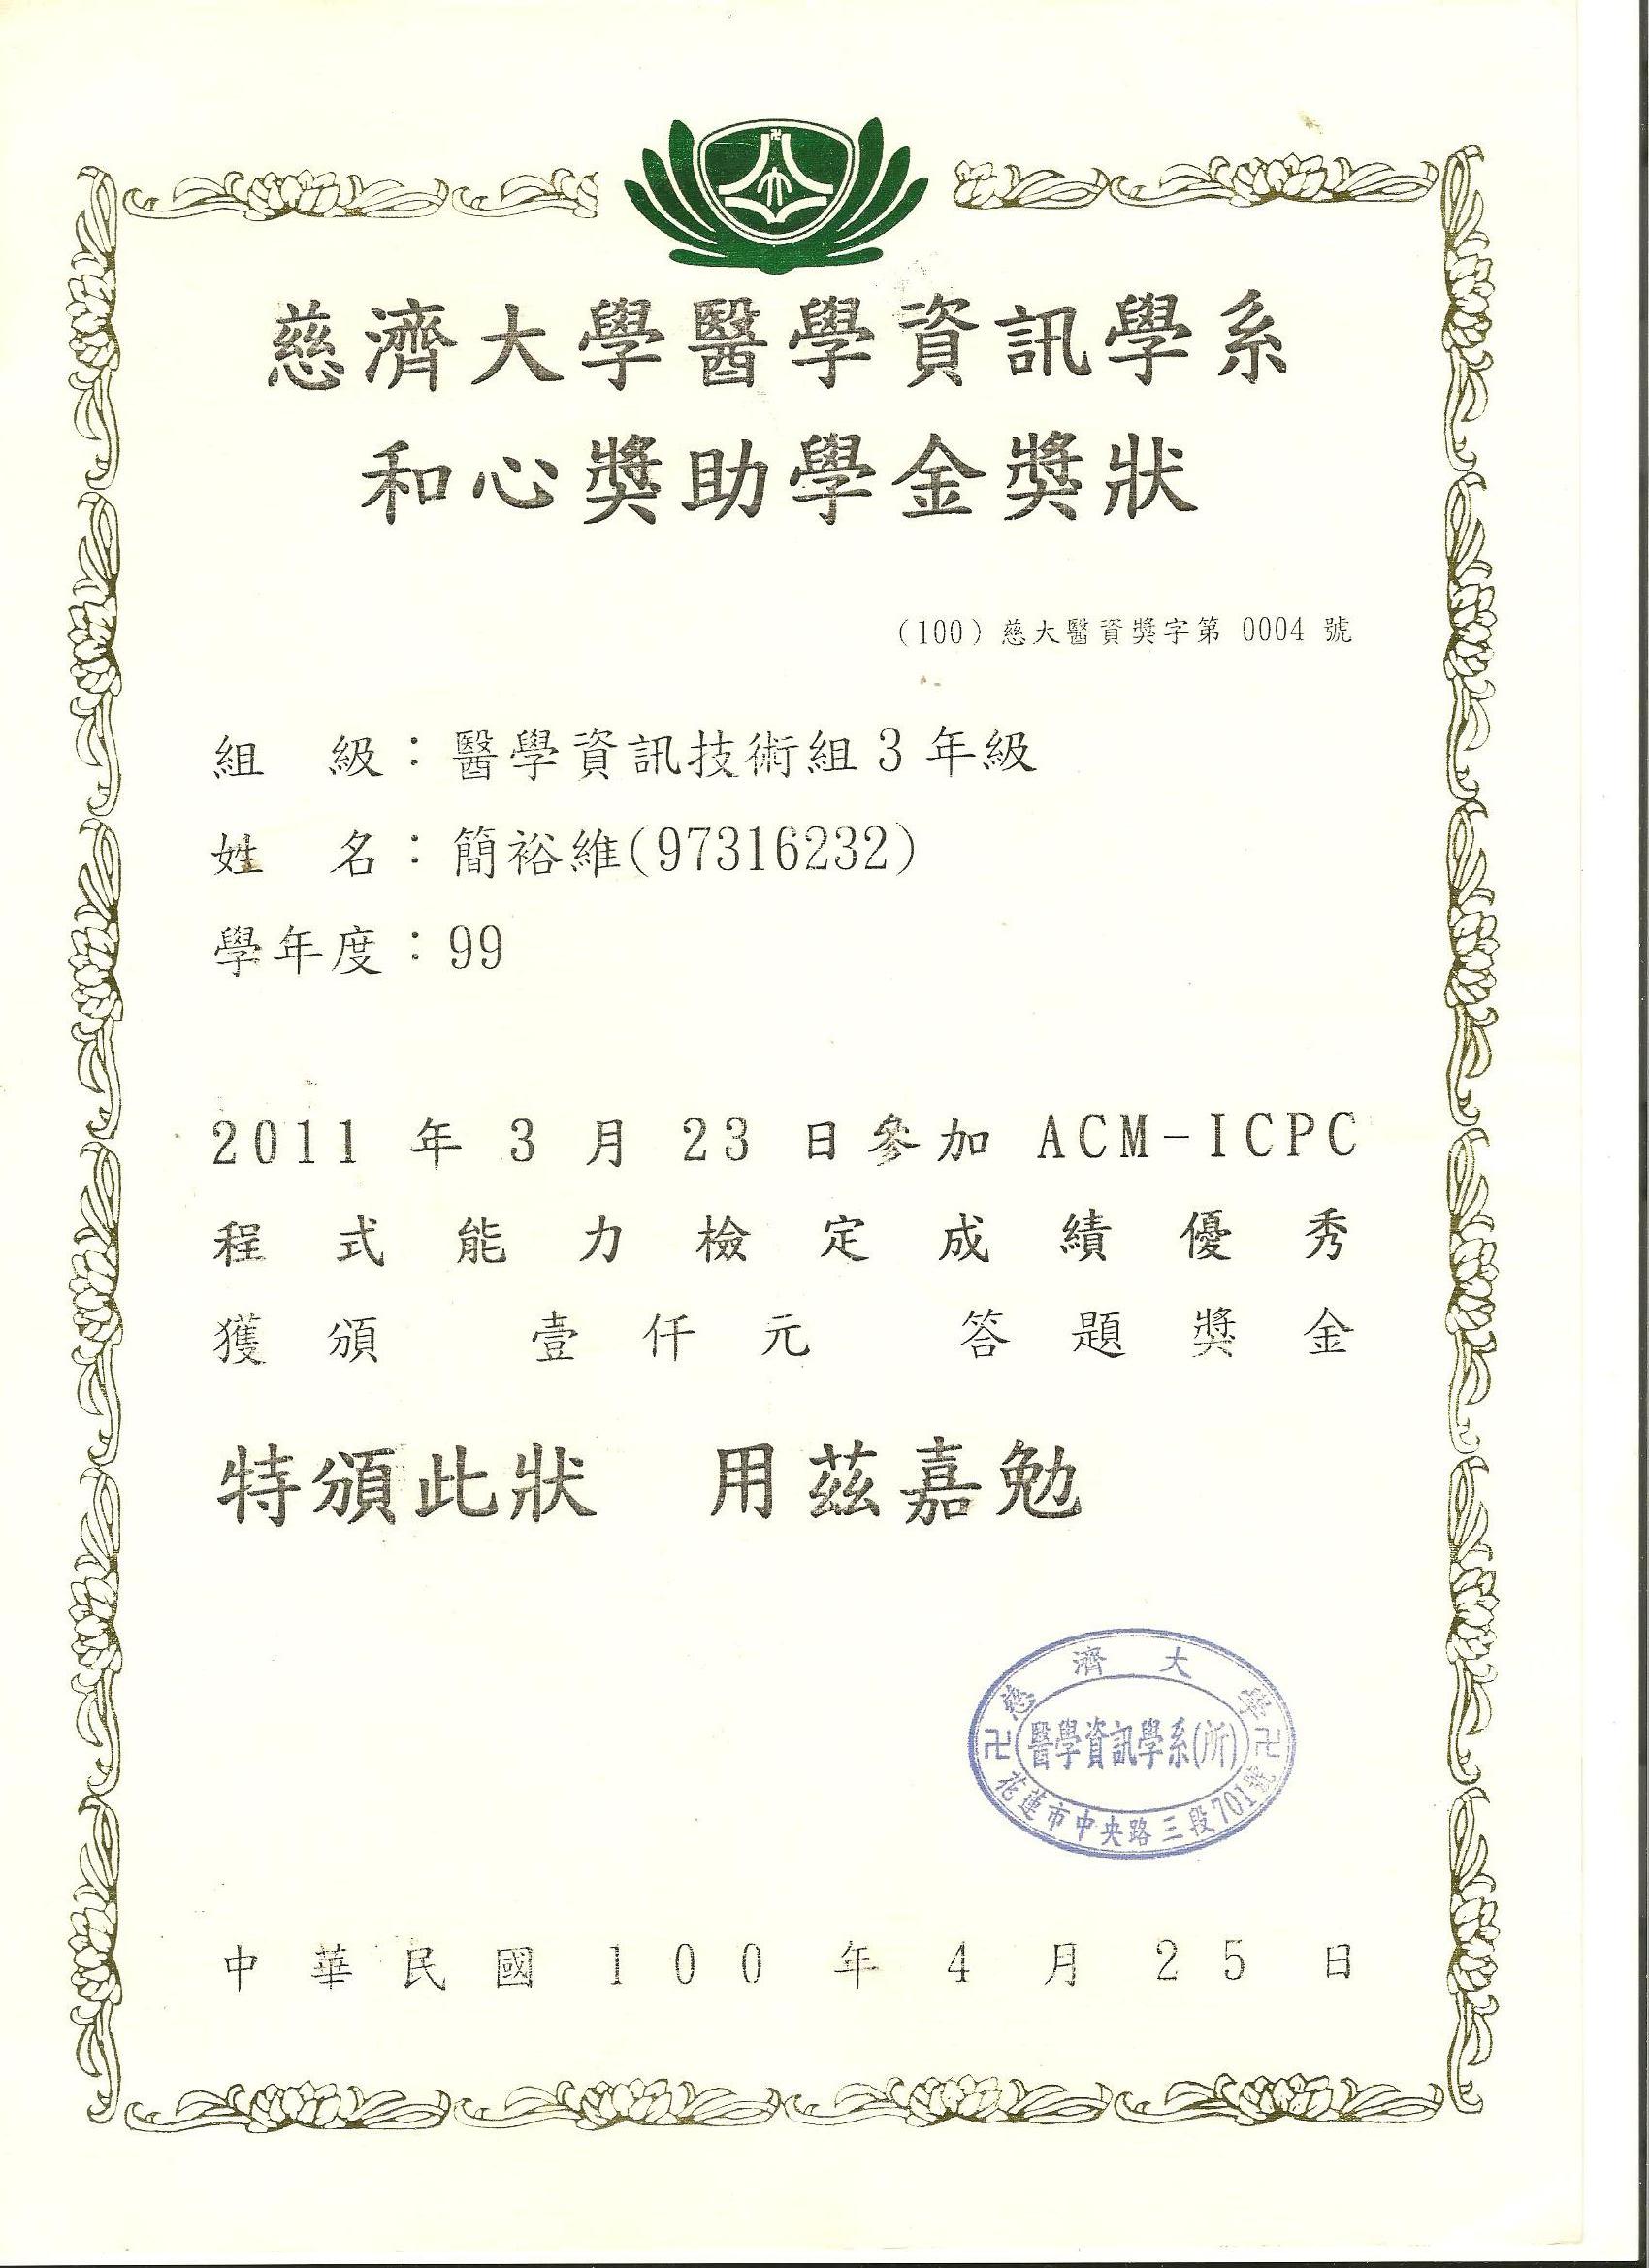 慈濟大學醫學資訊學系
和心獎助學金獎狀
(100) 慈大醫資獎字第 0004 號
組　級：醫學資訊技術組 3 年級
姓　名：簡裕維(97316232)
學年度：99
2011 年 3 月 23 日參加 ACM-ICPC
程式能力檢定成績優秀
獲頒　壹仟元　答題獎金
特頒此狀　用茲嘉勉
慈濟大學
卍 醫學資訊學系(所) 卍
花蓮市中央路三段701號
中華民國 100 年 4 月 25 日